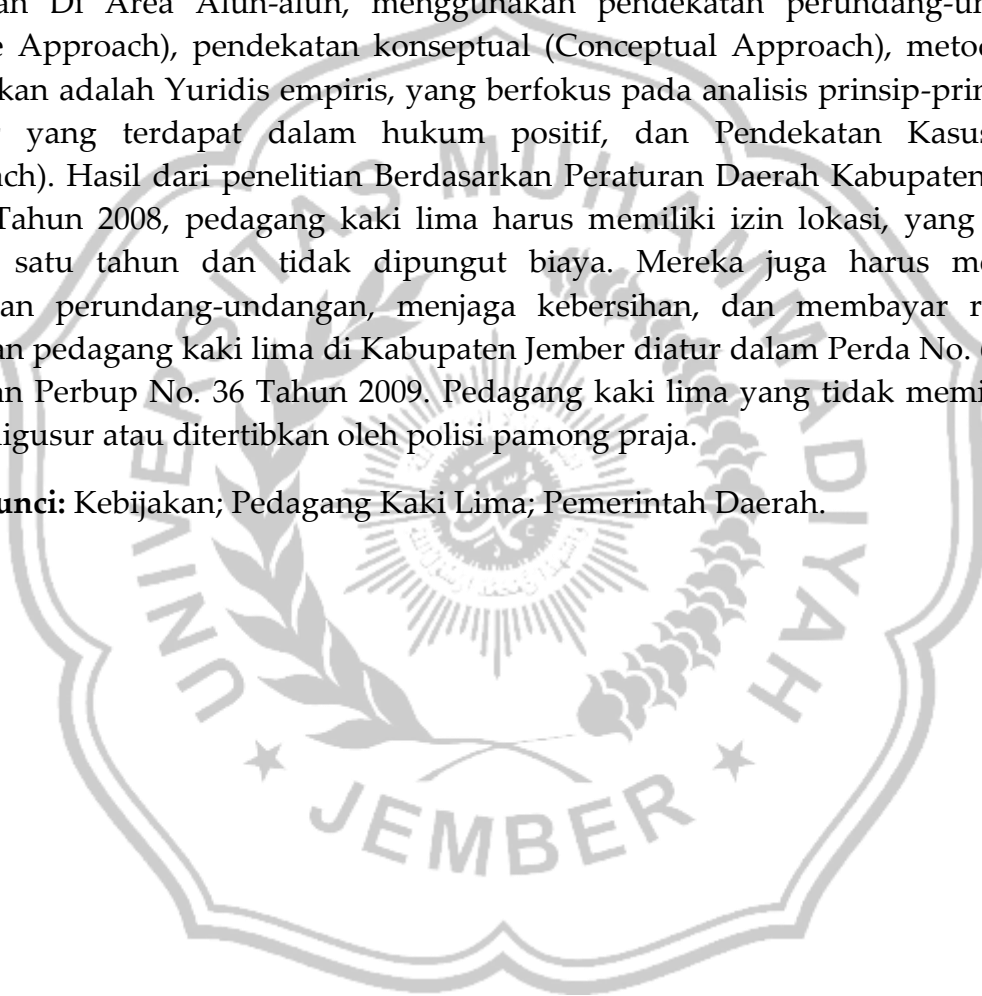 an Di Area Alun-alun, menggunakan pendekatan perundang-un
e Approach), pendekatan konseptual (Conceptual Approach), metod
kan adalah Yuridis empiris, yang berfokus pada analisis prinsip-prin
yang terdapat dalam hukum positif, dan Pendekatan Kasus
ach). Hasil dari penelitian Berdasarkan Peraturan Daerah Kabupaten
Tahun 2008, pedagang kaki lima harus memiliki izin lokasi, yang
satu tahun dan tidak dipungut biaya. Mereka juga harus me
an perundang-undangan, menjaga kebersihan, dan membayar r
an pedagang kaki lima di Kabupaten Jember diatur dalam Perda No.
an Perbup No. 36 Tahun 2009. Pedagang kaki lima yang tidak memi
igusur atau ditertibkan oleh polisi pamong praja.
unci: Kebijakan; Pedagang Kaki Lima; Pemerintah Daerah.
UNIVERSITAS MUHAMMADIYAH
JEMBER